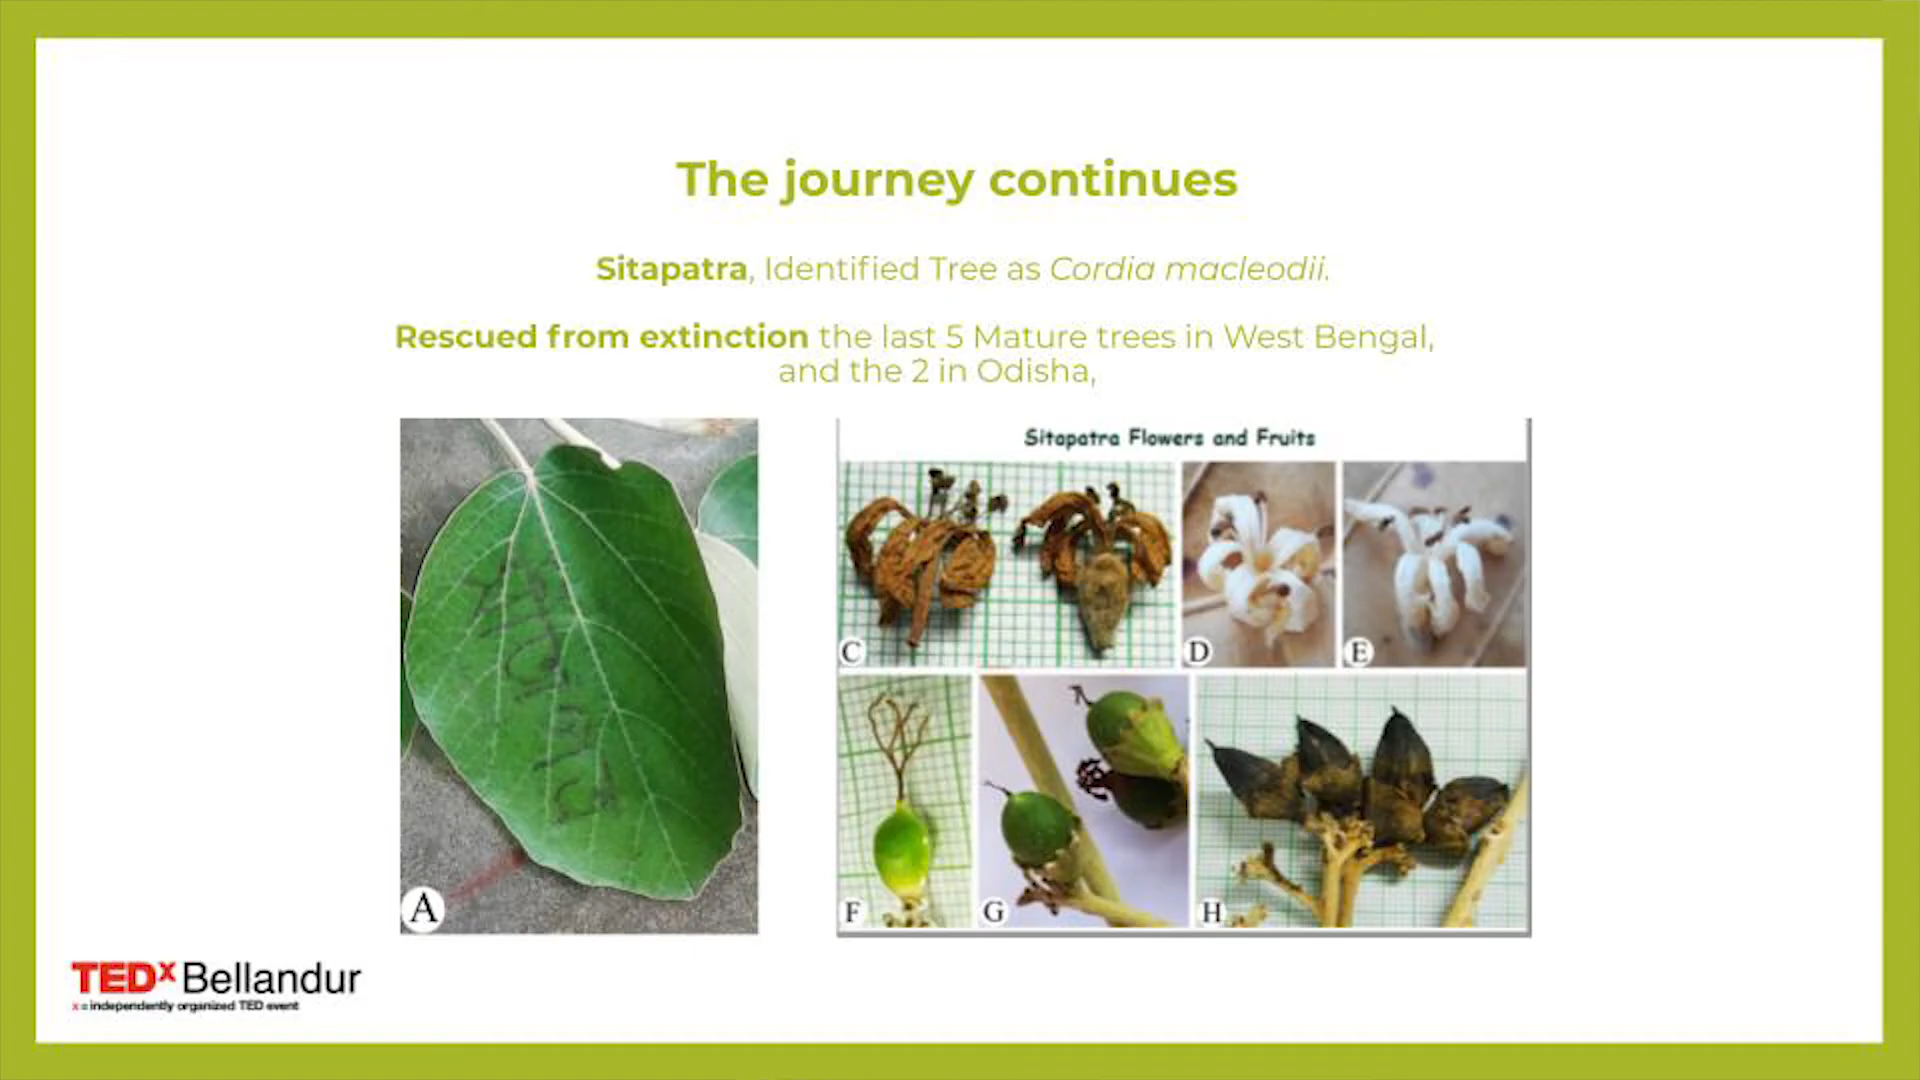 The journey continues
Sitapatra, Identified Tree as Cordia macleodii.
Rescued from extinction the last 5 Mature trees in West Bengal,
and the 2 in Odisha,
Sitapatra Flowers and Fruits
A
C
D
E
F
G
H
TEDx Bellandur
x = independently organized TED event